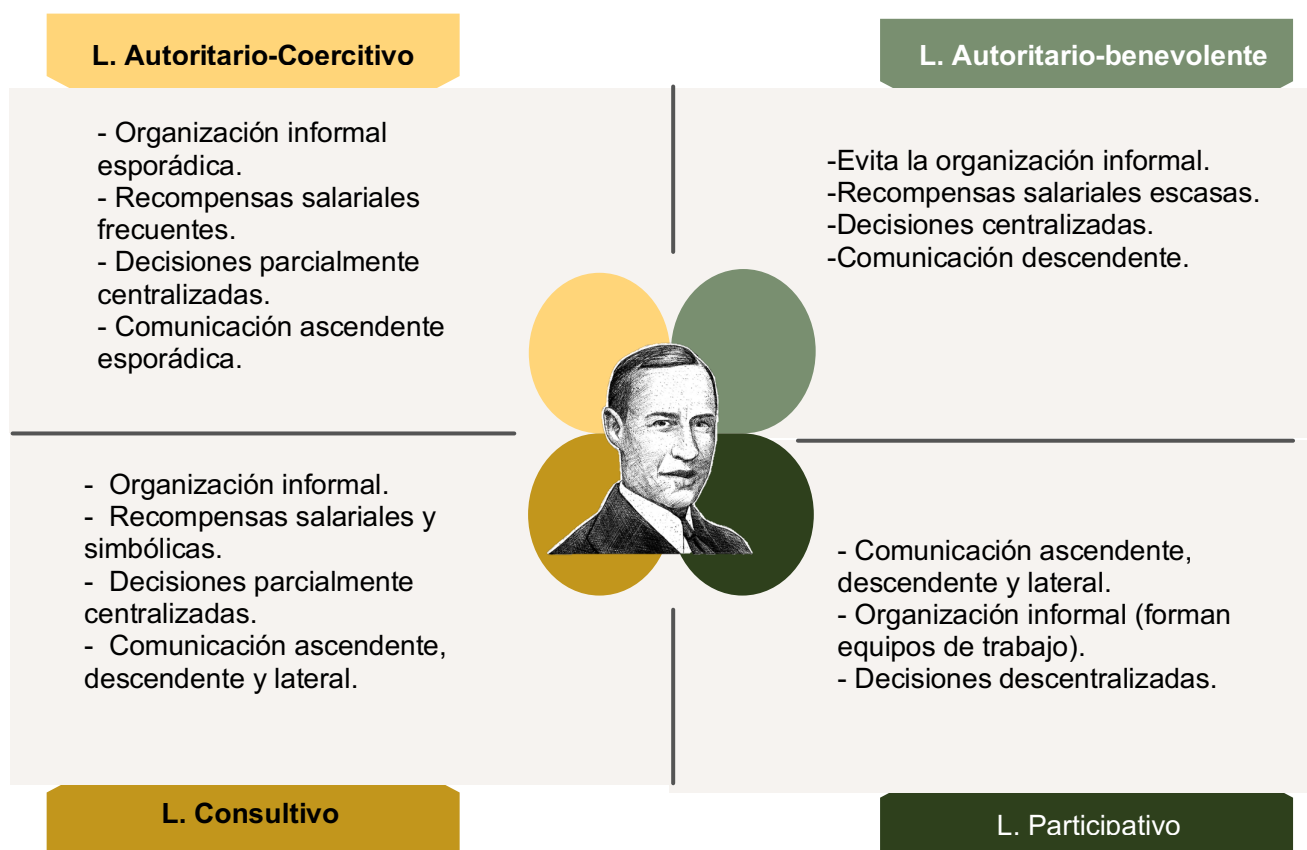 L. Autoritario-Coercitivo
- Organización informal
esporádica.
- Recompensas salariales
frecuentes.
- Decisiones parcialmente
centralizadas.
- Comunicación ascendente
esporádica.
L. Autoritario-benevolente
-Evita la organización informal.
-Recompensas salariales escasas.
-Decisiones centralizadas.
-Comunicación descendente.
- Organización informal.
- Recompensas salariales y
simbólicas.
- Decisiones parcialmente
centralizadas.
- Comunicación ascendente,
descendente y lateral.
L. Consultivo
- Comunicación ascendente,
descendente y lateral.
- Organización informal (forman
equipos de trabajo).
- Decisiones descentralizadas.
L. Participativo